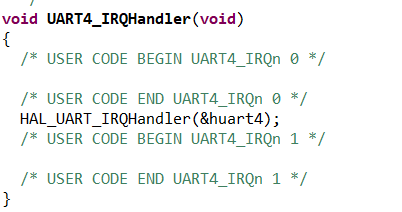 void UART4_IRQHandler(void)
{
  /* USER CODE BEGIN UART4_IRQn 0 */
  /* USER CODE END UART4_IRQn 0 */
  HAL_UART_IRQHandler(&huart4);
  /* USER CODE BEGIN UART4_IRQn 1 */
  /* USER CODE END UART4_IRQn 1 */
}